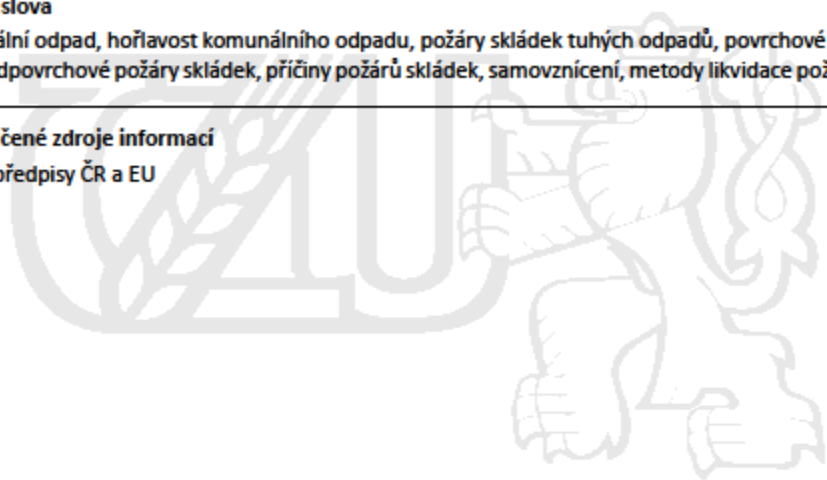 slova
ální odpad, hořlavost komunálního odpadu, požáry skládek tuhých odpadů, povrchové
dpovrchové požáry skládek, příčiny požárů skládek, samovznícení, metody likvidace pož
čené zdroje informací
předpisy ČR a EU